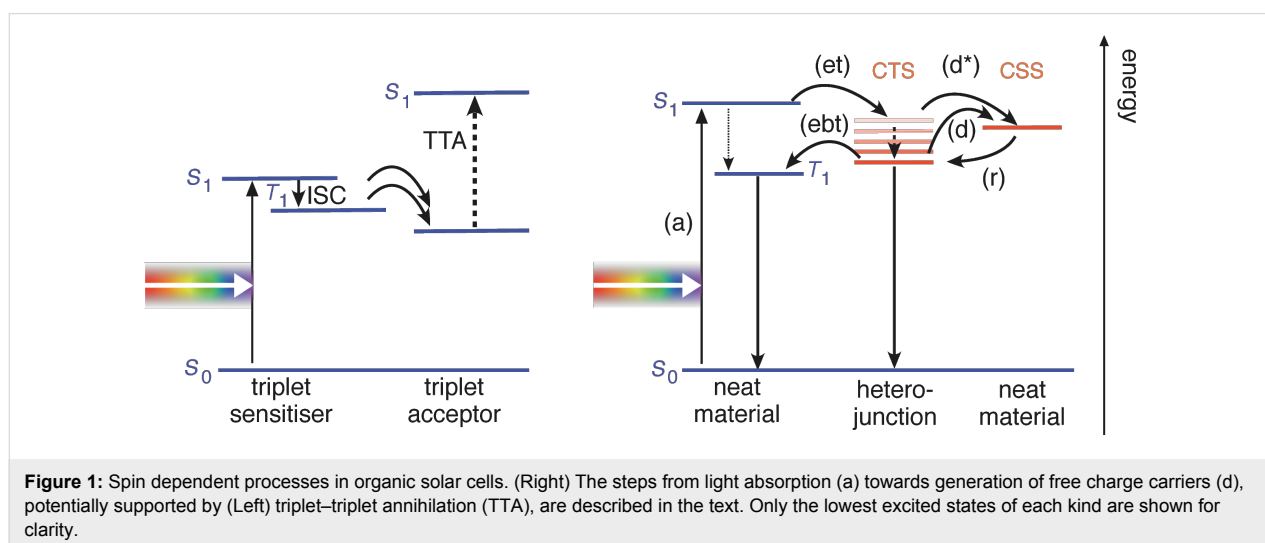 S1
TTA
S1
T1
ISC
S0
triplet
sensitiser
triplet
acceptor
(et)
CTS
(d*)
CSS
S1
(ebt)
(d)
T1
(r)
(a)
S0
neat
material
hetero-
junction
neat
material
energy
Figure 1: Spin dependent processes in organic solar cells. (Right) The steps from light absorption (a) towards generation of free charge carriers (d),
potentially supported by (Left) triplet–triplet annihilation (TTA), are described in the text. Only the lowest excited states of each kind are shown for
clarity.